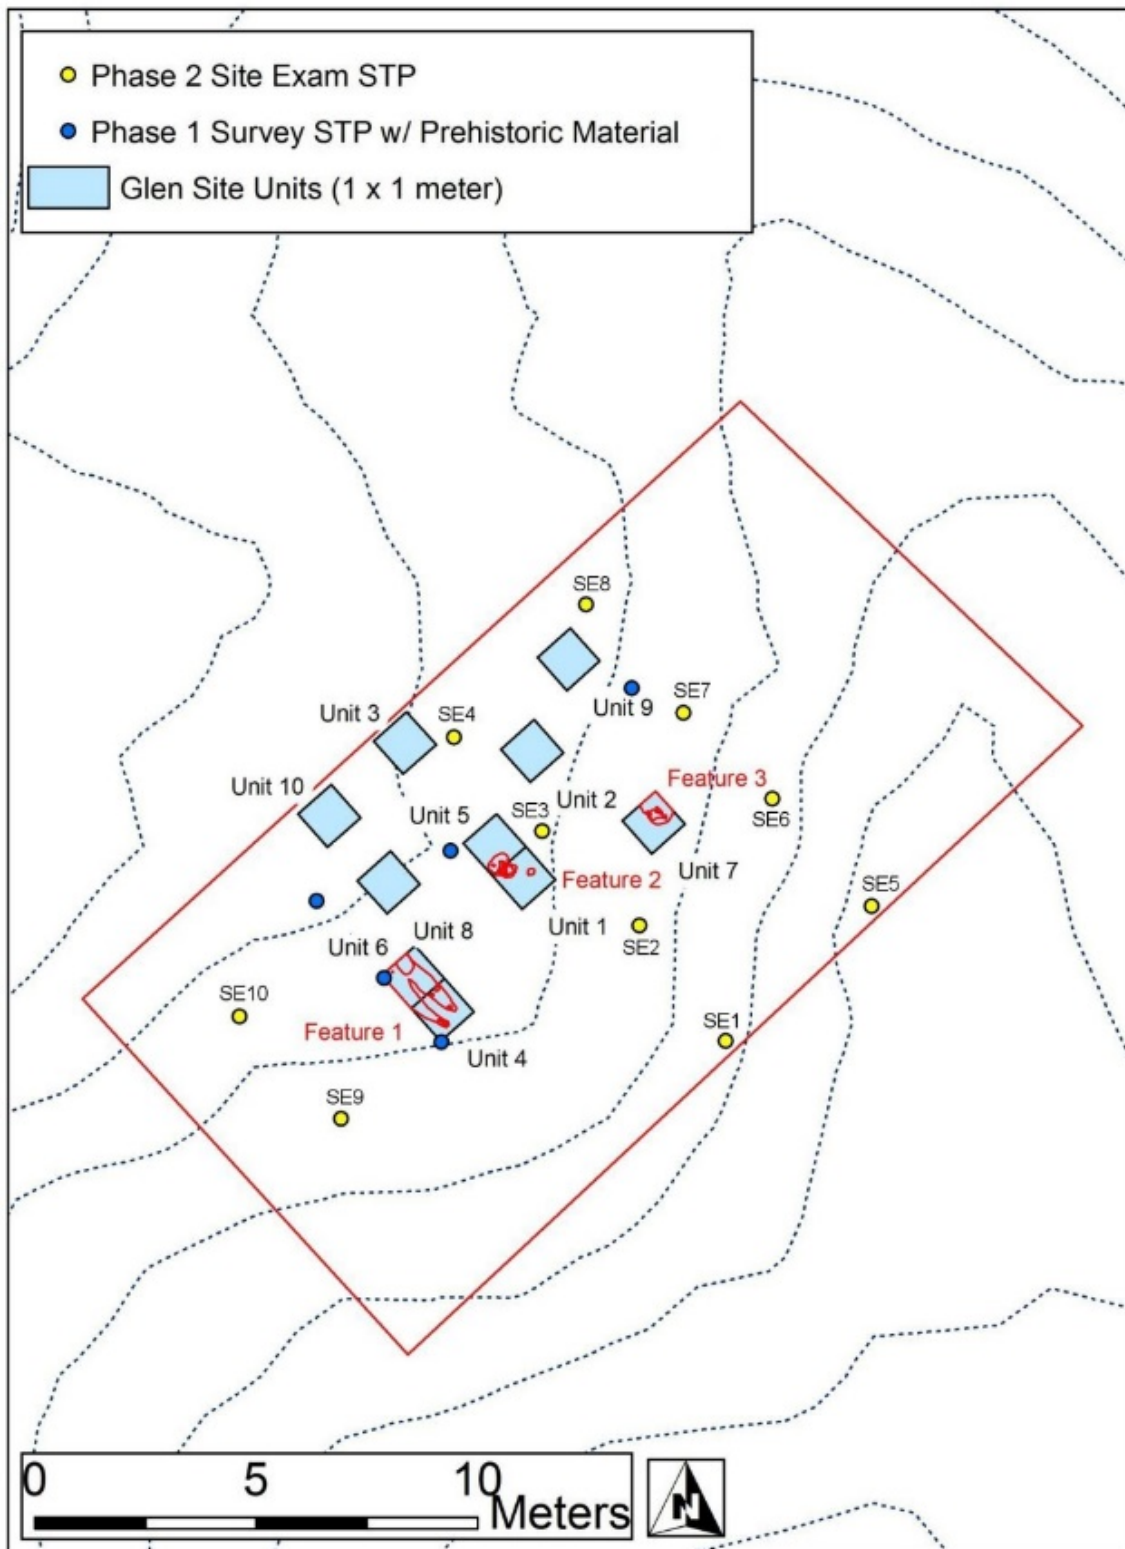 Phase 2 Site Exam STP
Phase 1 Survey STP w/ Prehistoric Material
Glen Site Units (1 x 1 meter)
SE8
Unit 9
SE7
Unit 3
SE4
Feature 3
Unit 10
Unit 5
SE3
Unit 2
SE6
Unit 7
Feature 2
SE5
Unit 1
SE2
Unit 8
Unit 6
SE10
Feature 1
Unit 4
SE1
SE9
0 5 10
Meters
N